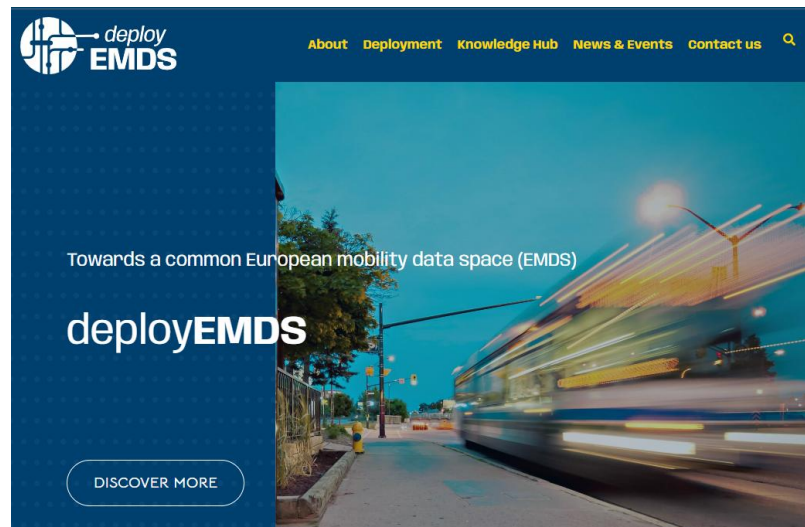 deploy
EMDS
About Deployment Knowledge Hub News & Events Contact us
Towards a common European mobility data space (EMDS)
deployEMDS
DISCOVER MORE